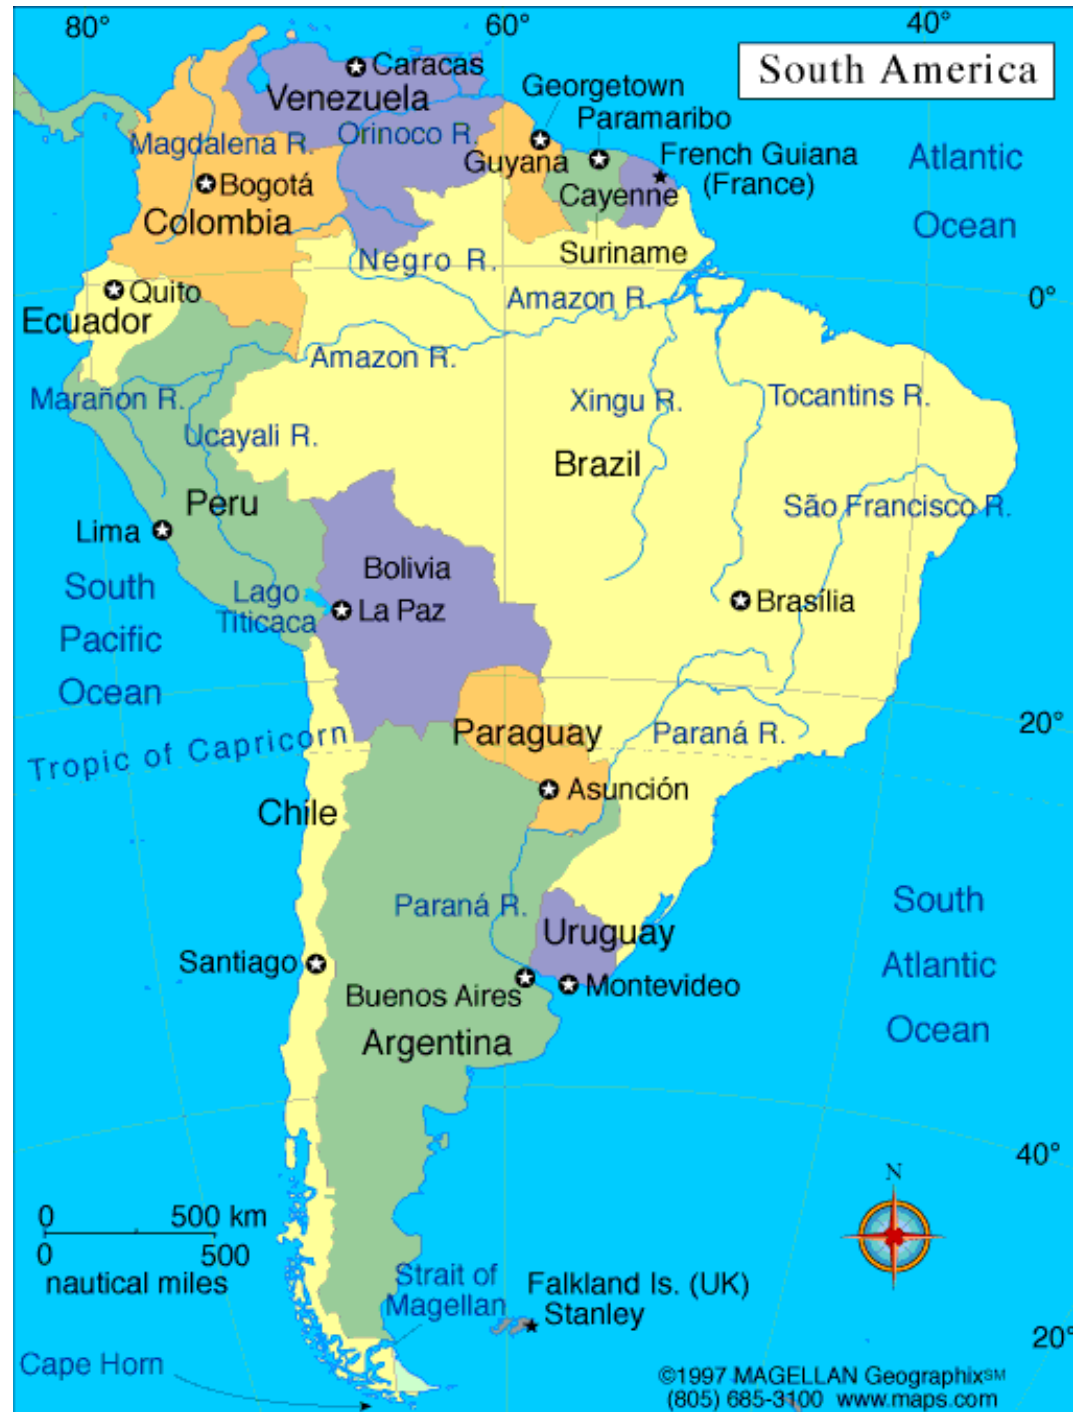 80°
60°
40°
South America
Caracas
Venezuela
Georgetown
Paramaribo
Orinoco R.
Magdalena R.
Guyana
French Guiana
(France)
Atlantic
Ocean
Bogotá
Cayenne
Colombia
Suriname
Negro R.
Quito
Amazon R.
0°
Ecuador
Amazon R.
Marañon R.
Xingu R.
Tocantins R.
Ucayali R.
Brazil
Peru
São Francisco R.
Lima
Bolivia
South
Pacific
Ocean
Lago
Titicaca
La Paz
Brasília
20°
Tropic of Capricorn
Paraguay
Paraná R.
Asunción
Chile
Paraná R.
South
Atlantic
Ocean
Uruguay
Santiago
Buenos Aires
Montevideo
Argentina
40°
N
0
500 km
0
500
nautical miles
Strait of
Magellan
Falkland Is. (UK)
Stanley
20°
Cape Horn
©1997 MAGELLAN Geographix℠
(805) 685-3100 www.maps.com